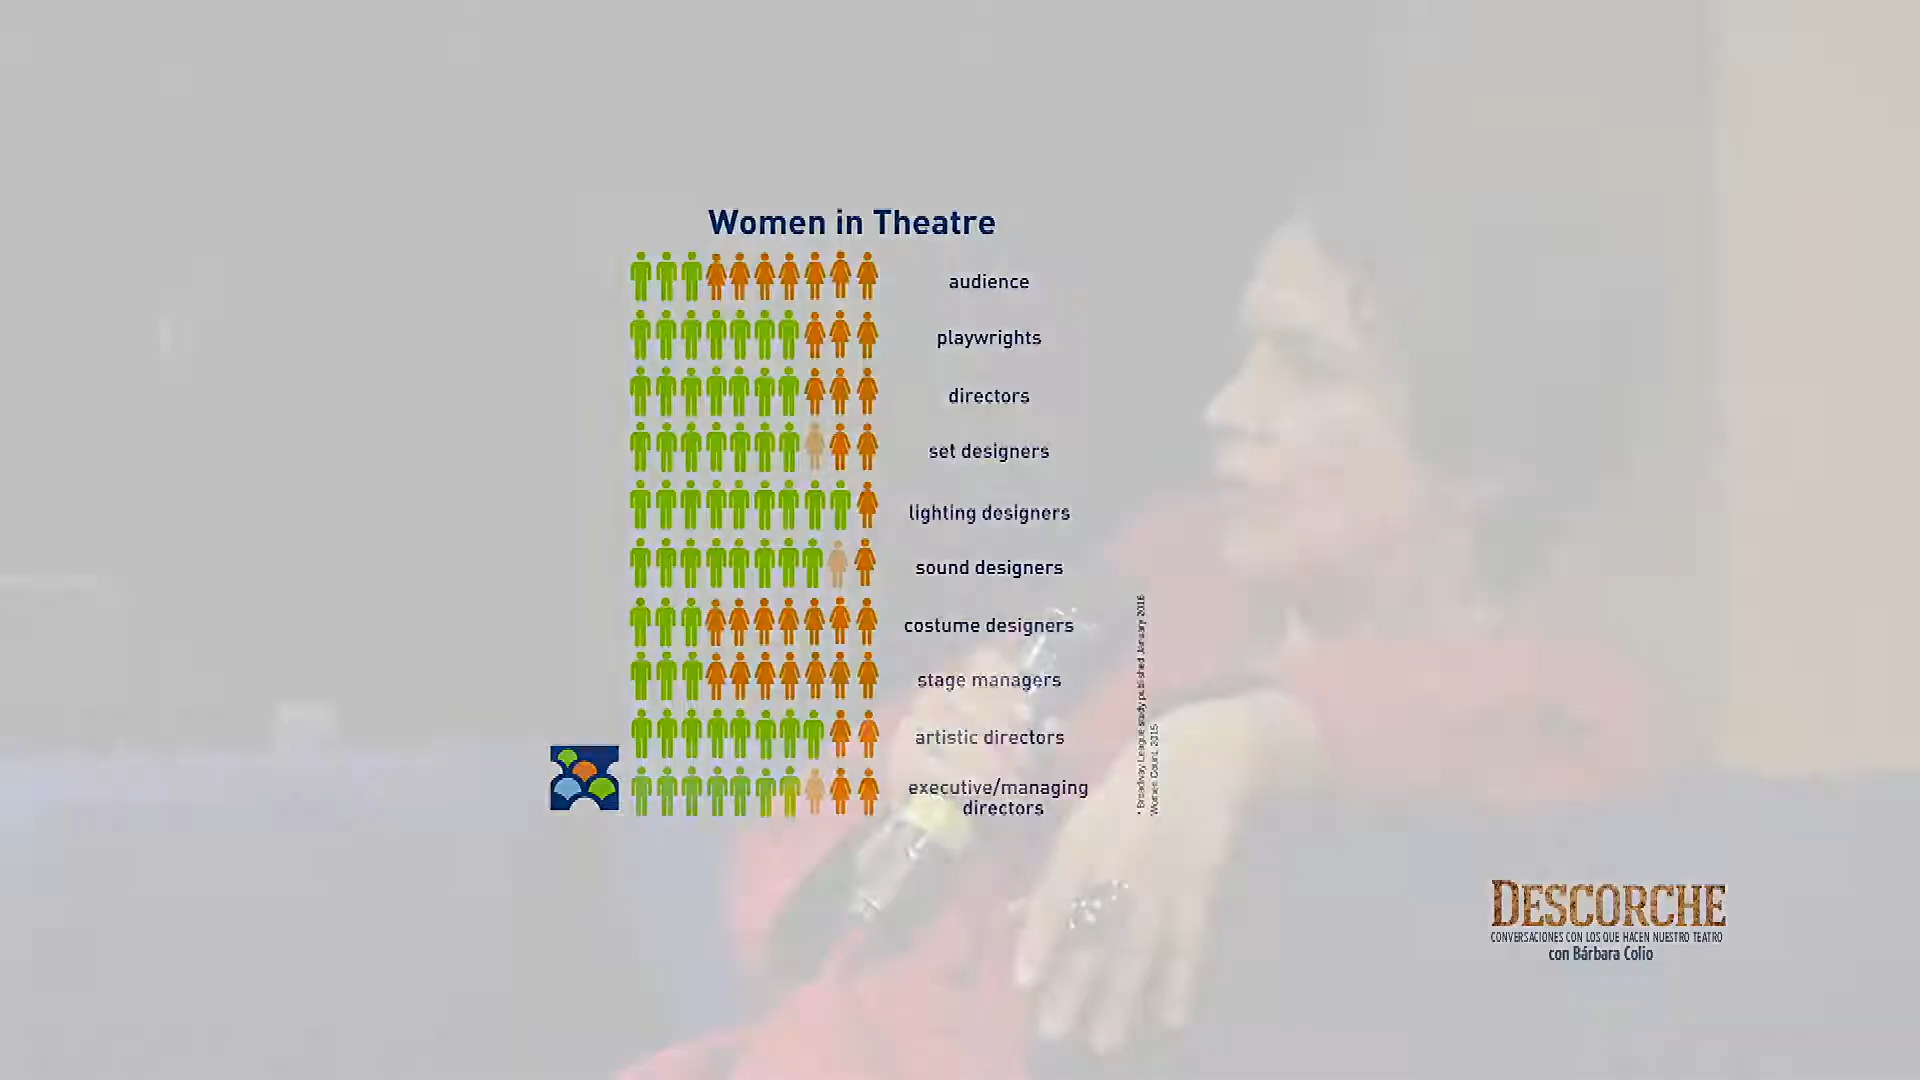 Women in Theatre
audience
playwrights
directors
set designers
lighting designers
sound designers
costume designers
stage managers
artistic directors
executive/managing
directors
* Broadway League study published January 2016
Women Count, 2015
DESCORCHE
CONVERSACIONES CON LOS QUE HACEN NUESTRO TEATRO
con Bárbara Colio